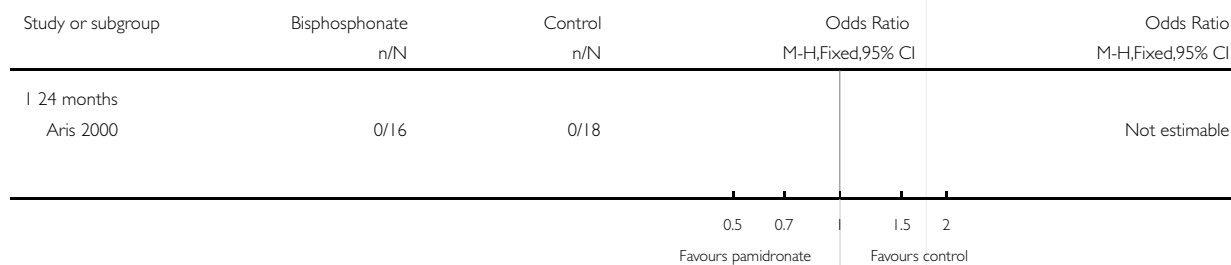 Study or subgroup Bisphosphonate Control Odds Ratio Odds Ratio
n/N n/N M-H,Fixed,95% CI M-H,Fixed,95% CI
1 24 months
Aris 2000 0/16 0/18 Not estimable
0.5 0.7 1 1.5 2
Favours pamidronate Favours control